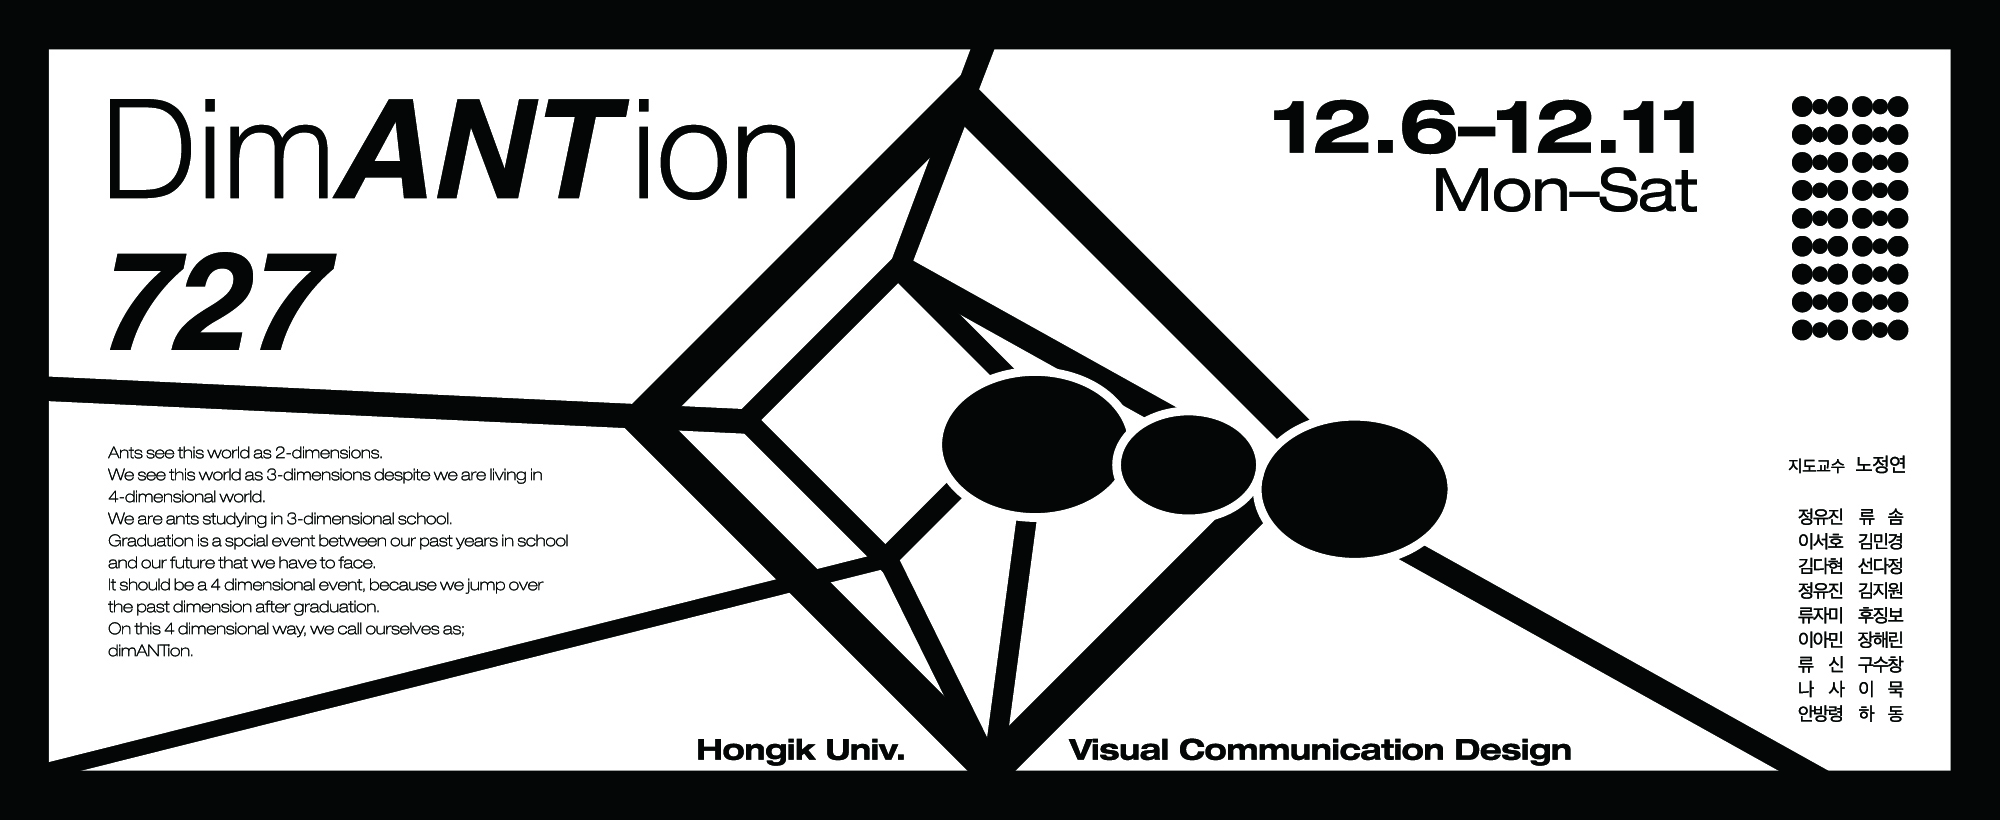 DimANTion
727
12.6–12.11
Mon–Sat
Ants see this world as 2-dimensions.
We see this world as 3-dimensions despite we are living in
4-dimensional world.
We are ants studying in 3-dimensional school.
Graduation is a spcial event between our past years in school
and our future that we have to face.
It should be a 4 dimensional event, because we jump over
the past dimension after graduation.
On this 4 dimensional way, we call ourselves as;
dimANTion.
지도교수 노정연
정유진 류 솜
이서호 김민경
김다현 선다정
정유진 김지원
류자미 후징보
이아민 장해린
류 신 구수창
나 사 이 묵
안방령 하 동
Hongik Univ. Visual Communication Design